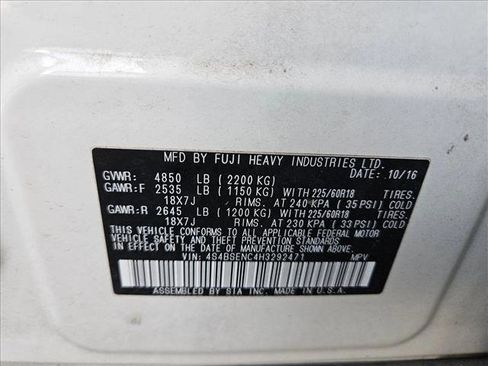 MFD BY FUJI HEAVY INDUSTRIES LTD.
DATE: 10/16
GVWR: 4850 LB (2200 KG)
GAWR:F 2535 LB (1150 KG) WITH 225/60R18 TIRES.
18X7J RIMS. AT 240 KPA (35 PSI) COLD
GAWR:R 2645 LB (1200 KG) WITH 225/60R18 TIRES.
18X7J RIMS. AT 230 KPA (33 PSI) COLD
THIS VEHICLE CONFORMS TO ALL APPLICABLE FEDERAL MOTOR
VEHICLE SAFETY AND THEFT PREVENTION STANDARDS
IN EFFECT ON THE DATE OF MANUFACTURE SHOWN ABOVE.
VIN: 4S4BSENC4H3292471 MPV
ASSEMBLED BY SIA INC. MADE IN U.S.A.